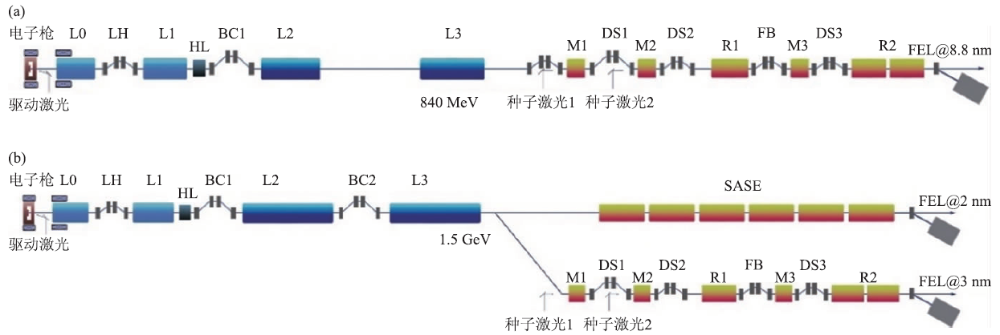 (a)
电子枪 L0 LH L1 HL BC1 L2 L3 M1 DS1 M2 DS2 R1 FB M3 DS3 R2 FEL@8.8 nm
驱动激光 840 MeV 种子激光1 种子激光2
(b)
电子枪 L0 LH L1 HL BC1 L2 BC2 L3 SASE FEL@2 nm
驱动激光 1.5 GeV
M1 DS1 M2 DS2 R1 FB M3 DS3 R2 FEL@3 nm
种子激光1 种子激光2